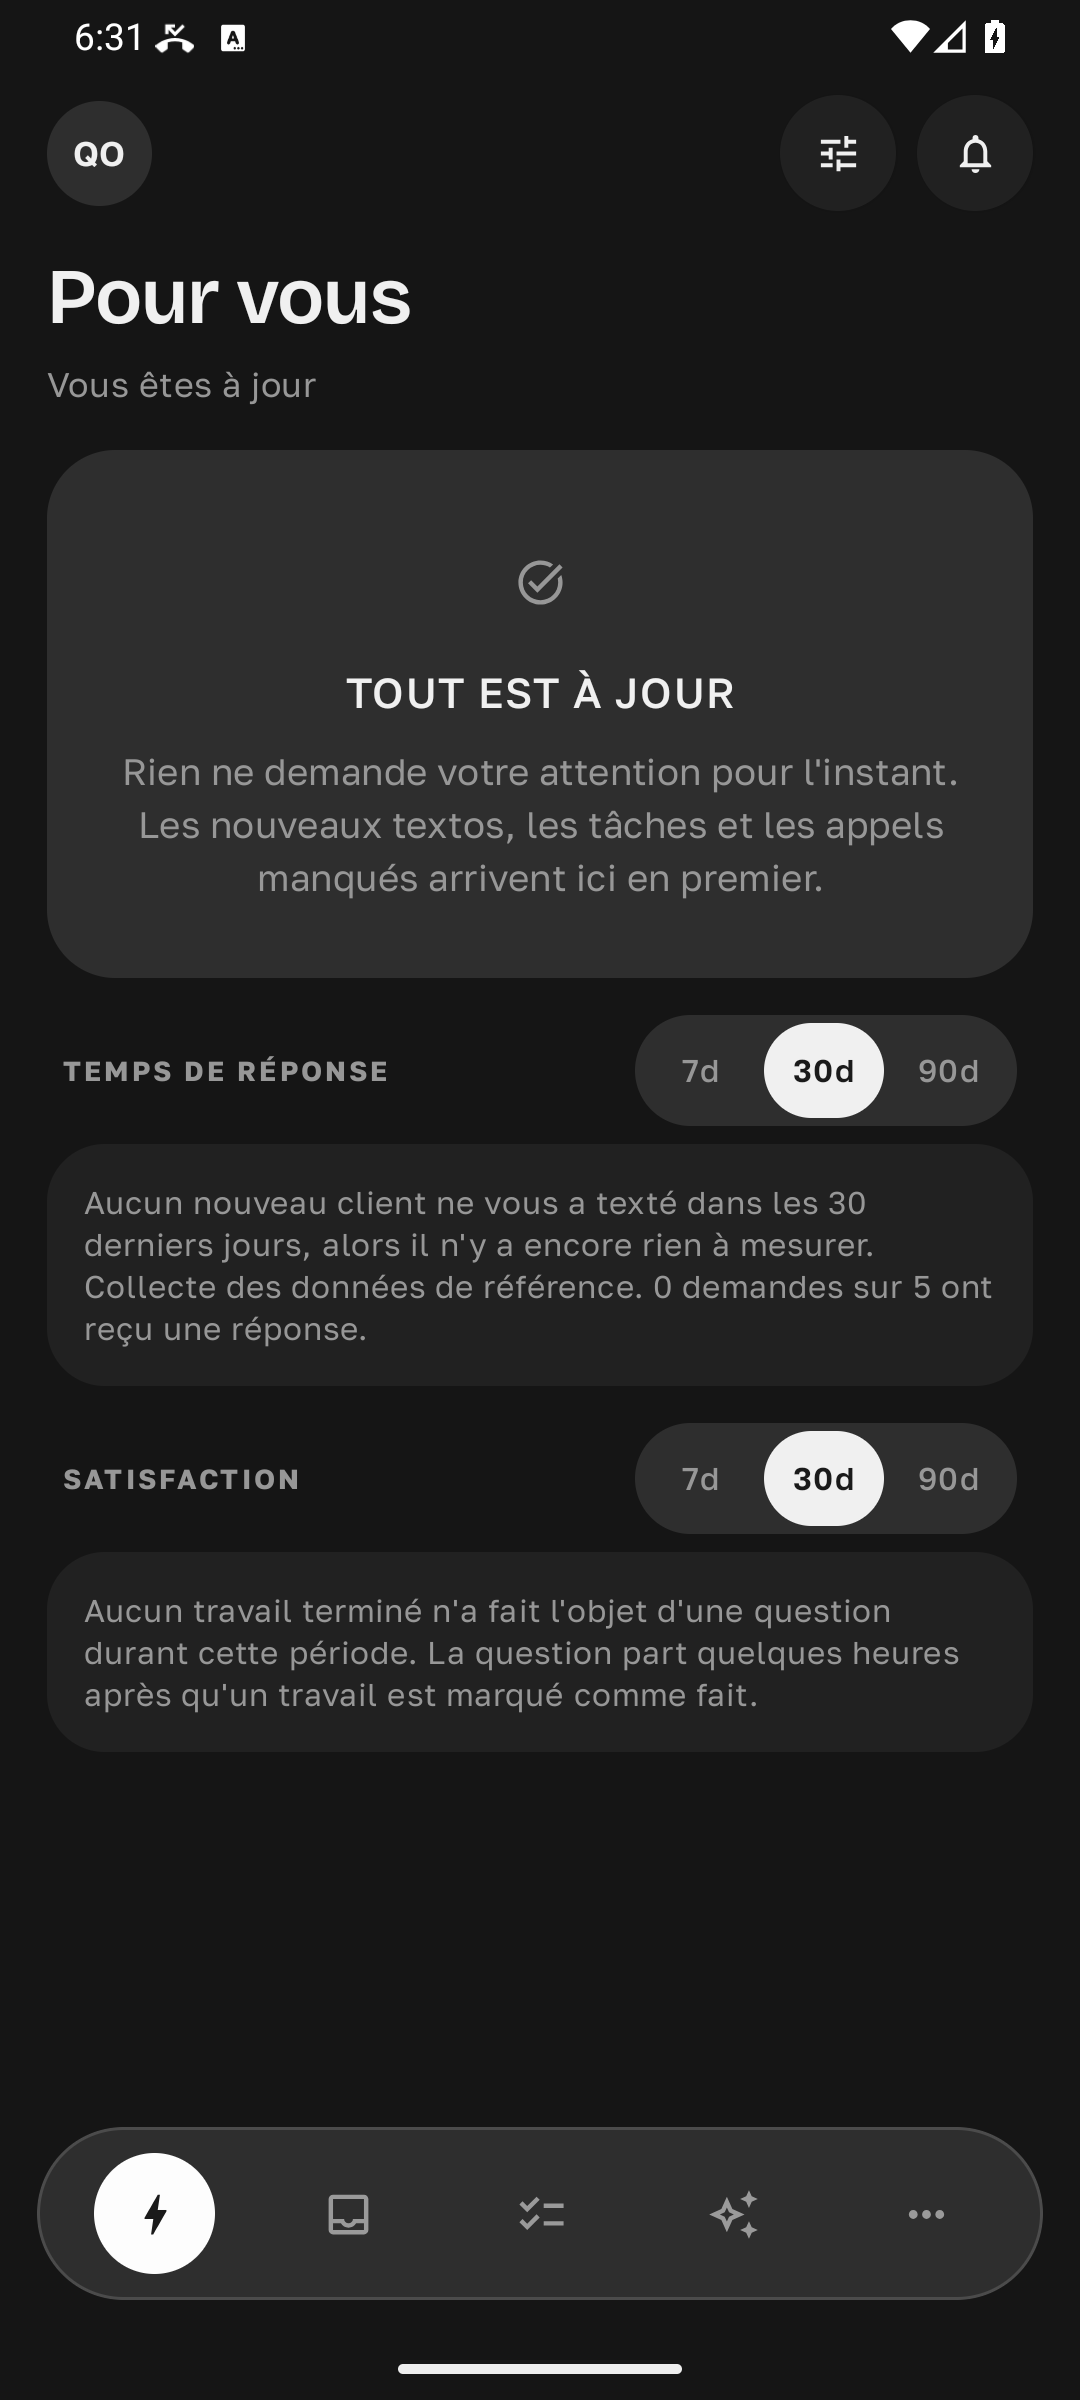 6:31
QO
Pour vous
Vous êtes à jour
TOUT EST À JOUR
Rien ne demande votre attention pour l'instant.
Les nouveaux textos, les tâches et les appels
manqués arrivent ici en premier.
TEMPS DE RÉPONSE
7d 30d 90d
Aucun nouveau client ne vous a texté dans les 30
derniers jours, alors il n'y a encore rien à mesurer.
Collecte des données de référence. 0 demandes sur 5 ont
reçu une réponse.
SATISFACTION
7d 30d 90d
Aucun travail terminé n'a fait l'objet d'une question
durant cette période. La question part quelques heures
après qu'un travail est marqué comme fait.